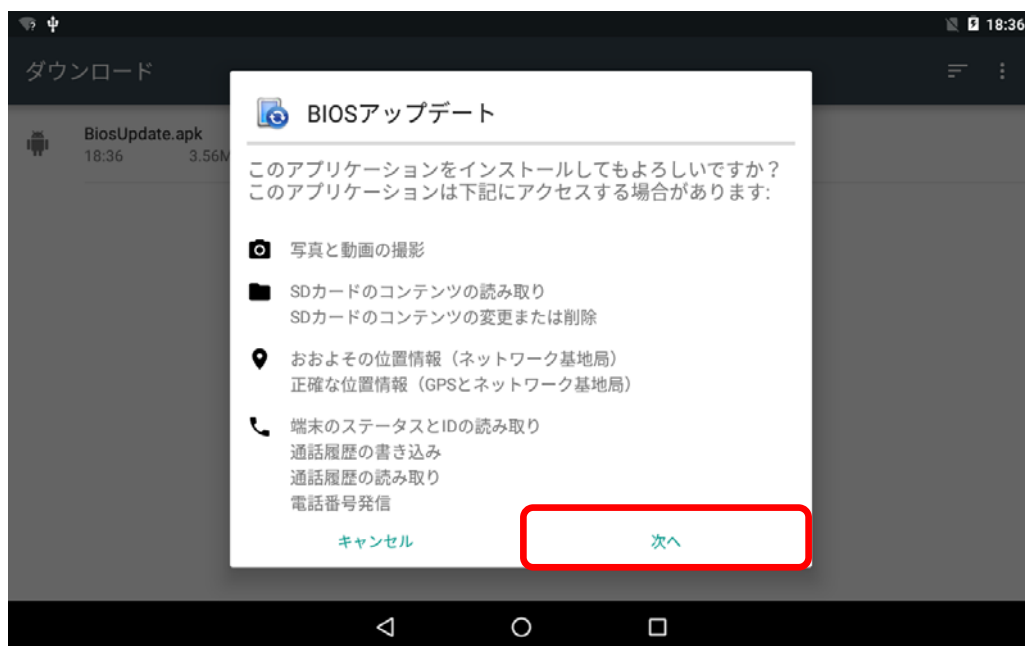 18:36
ダウンロード
BiosUpdate.apk
18:36 3.56M
BIOSアップデート
このアプリケーションをインストールしてもよろしいですか？
このアプリケーションは下記にアクセスする場合があります:
写真と動画の撮影
SDカードのコンテンツの読み取り
SDカードのコンテンツの変更または削除
おおよその位置情報（ネットワーク基地局）
正確な位置情報（GPSとネットワーク基地局）
端末のステータスとIDの読み取り
通話履歴の書き込み
通話履歴の読み取り
電話番号発信
キャンセル 次へ